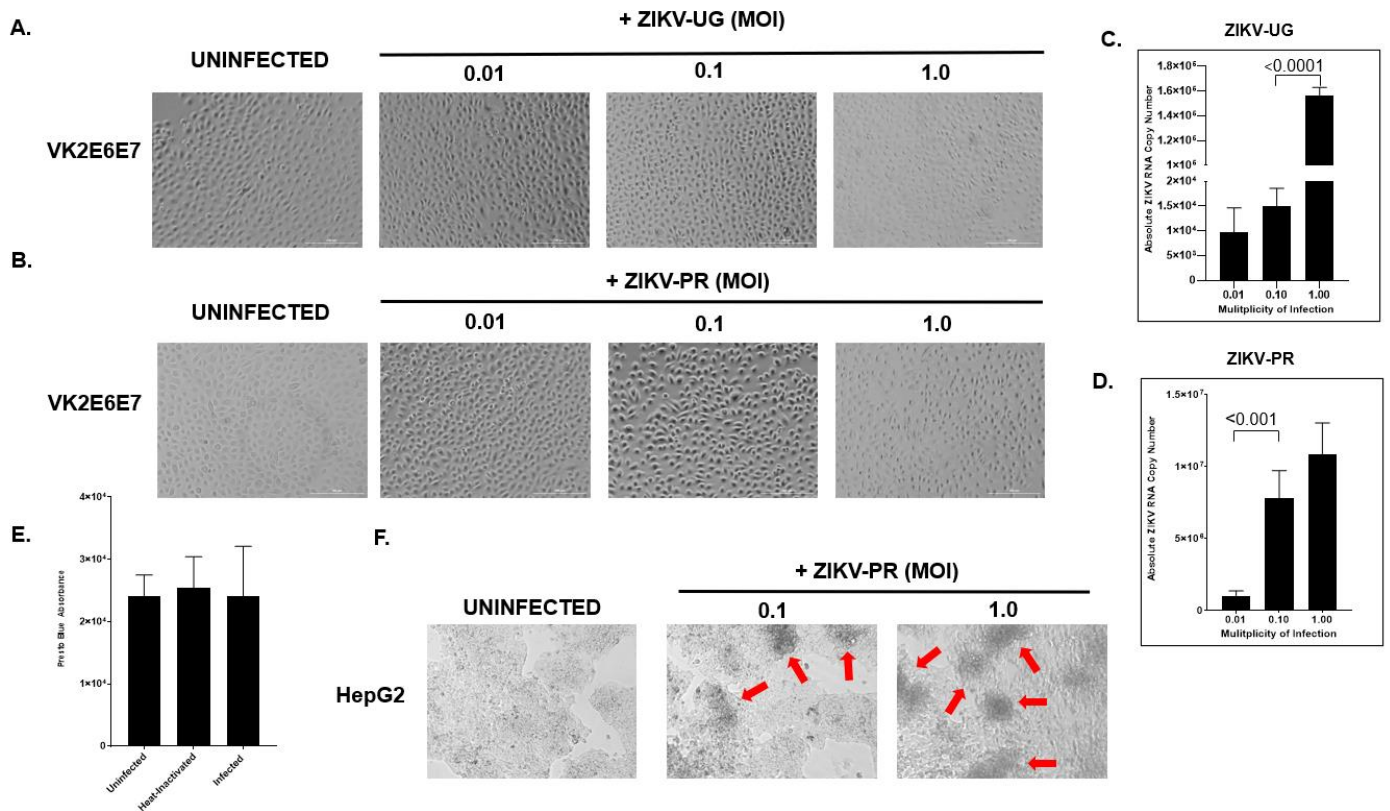 A.
+ ZIKV-UG (MOI)
UNINFECTED
0.01
0.1
1.0
VK2E6E7
B.
+ ZIKV-PR (MOI)
UNINFECTED
0.01
0.1
1.0
VK2E6E7
C.
ZIKV-UG
<0.0001
Absolute ZIKV RNA Copy Number
1.8×10⁶
1.6×10⁶
1.4×10⁶
1.2×10⁶
1×10⁶
2×10⁴
1.5×10⁴
1×10⁴
5×10³
0
0.01 0.10 1.00
Mulitplicity of Infection
D.
ZIKV-PR
<0.001
Absolute ZIKV RNA Copy Number
1.5×10⁷
1×10⁷
5×10⁶
0
0.01 0.10 1.00
Mulitplicity of Infection
E.
Presto Blue Absorbance
4×10⁴
3×10⁴
2×10⁴
1×10⁴
0
Uninfected
Heat-Inactivated
Infected
F.
+ ZIKV-PR (MOI)
UNINFECTED
0.1
1.0
HepG2